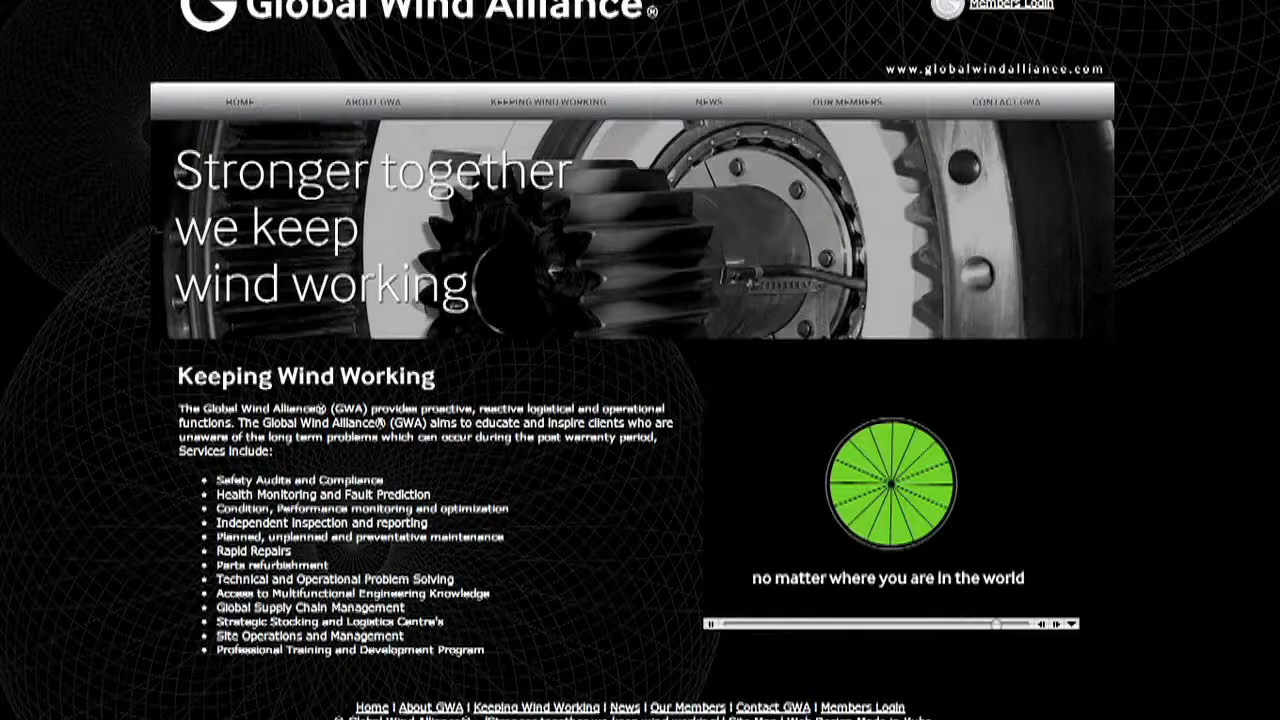 Global Wind Alliance®
Members Login
www.globalwindalliance.com
HOME ABOUT GWA KEEPING WIND WORKING NEWS OUR MEMBERS CONTACT GWA
Stronger together
we keep
wind working
Keeping Wind Working
The Global Wind Alliance® (GWA) provides proactive, reactive logistical and operational
functions. The Global Wind Alliance® (GWA) aims to educate and inspire clients who are
unaware of the long term problems which can occur during the post warranty period,
Services include:
• Safety Audits and Compliance
• Health Monitoring and Fault Prediction
• Condition, Performance monitoring and optimization
• Independent Inspection and reporting
• Planned, unplanned and preventative maintenance
• Rapid Repairs
• Parts refurbishment
• Technical and Operational Problem Solving
• Access to Multifunctional Engineering Knowledge
• Global Supply Chain Management
• Strategic Stocking and Logistics Centre's
• Site Operations and Management
• Professional Training and Development Program
no matter where you are in the world
Home | About GWA | Keeping Wind Working | News | Our Members | Contact GWA | Members Login